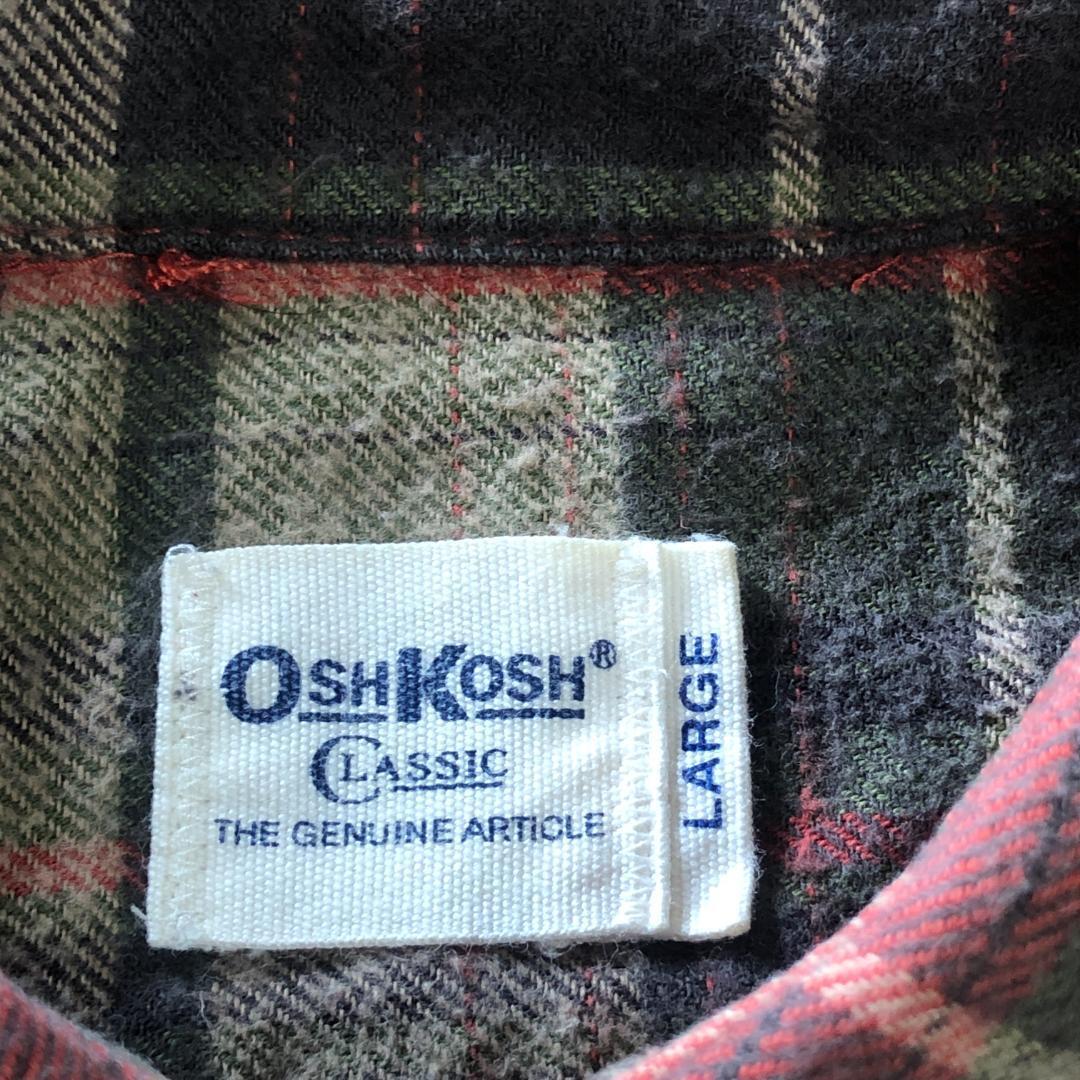 OSHKOSH®
CLASSIC
THE GENUINE ARTICLE
LARGE